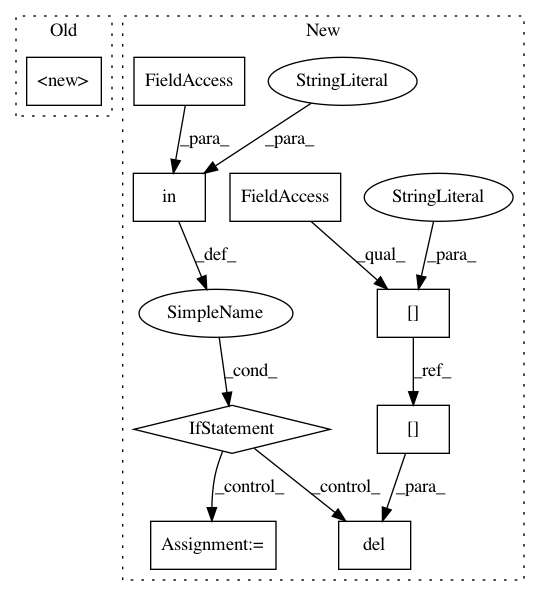 Old
New
<new>
FieldAccess
StringLiteral
_para_
_para_
in
FieldAccess
StringLiteral
_def_
_qual_
_para_
SimpleName
[]
_cond_
_ref_
IfStatement
[]
_control_
_control_
_para_
Assignment:=
del